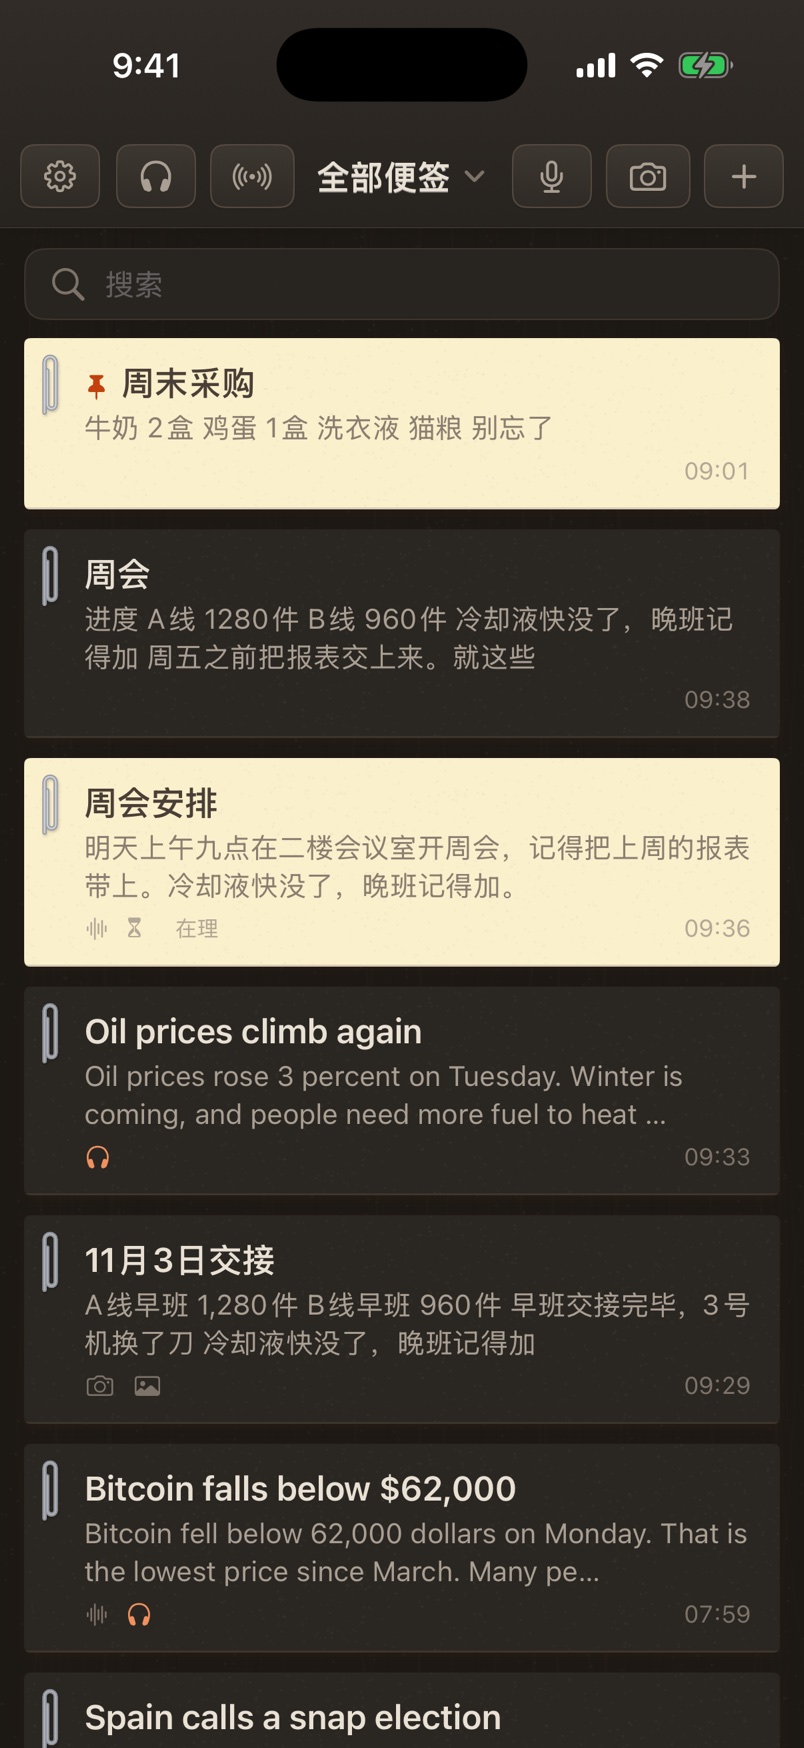 9:41
全部便签
搜索
周末采购
牛奶 2盒 鸡蛋 1盒 洗衣液 猫粮 别忘了
09:01
周会
进度 A线 1280件 B线 960件 冷却液快没了，晚班记
得加 周五之前把报表交上来。就这些
09:38
周会安排
明天上午九点在二楼会议室开周会，记得把上周的报表
带上。冷却液快没了，晚班记得加。
在理
09:36
Oil prices climb again
Oil prices rose 3 percent on Tuesday. Winter is
coming, and people need more fuel to heat ...
09:33
11月3日交接
A线早班 1,280件 B线早班 960件 早班交接完毕，3号
机换了刀 冷却液快没了，晚班记得加
09:29
Bitcoin falls below $62,000
Bitcoin fell below 62,000 dollars on Monday. That is
the lowest price since March. Many pe...
07:59
Spain calls a snap election